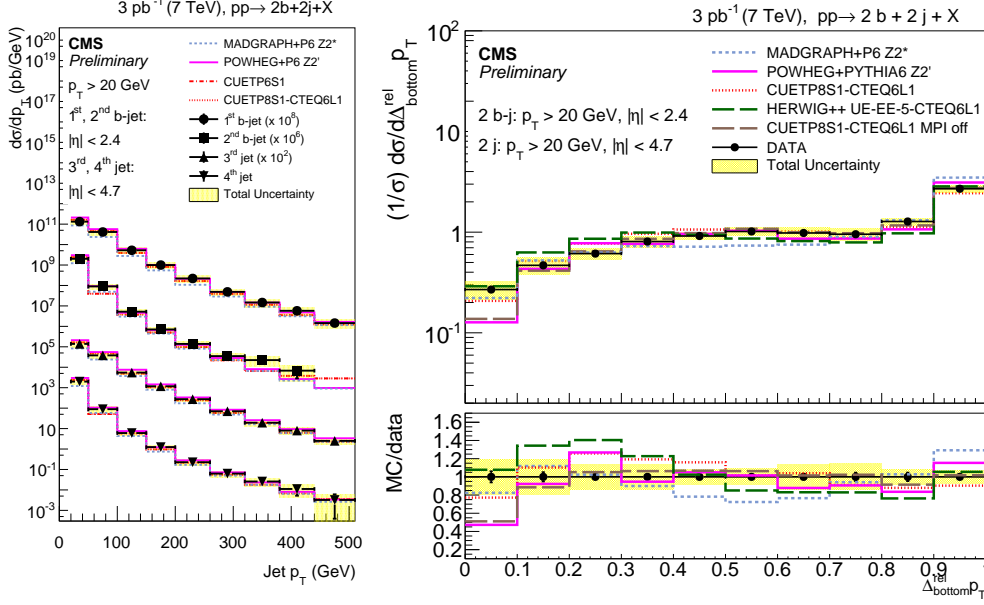 3 pb⁻¹ (7 TeV), pp→ 2b+2j+X
dσ/dp_T (pb/GeV)
CMS
Preliminary
p_T > 20 GeV
1ˢᵗ, 2ⁿᵈ b-jet:
|η| < 2.4
3ʳᵈ, 4ᵗʰ jet:
|η| < 4.7
MADGRAPH+P6 Z2*
POWHEG+P6 Z2'
CUETP6S1
CUETP8S1-CTEQ6L1
1ˢᵗ b-jet (x 10⁸)
2ⁿᵈ b-jet (x 10⁶)
3ʳᵈ jet (x 10²)
4ᵗʰ jet
Total Uncertainty
10²⁰
10¹⁹
10¹⁷
10¹⁵
10¹³
10¹¹
10⁹
10⁷
10⁵
10³
10
10⁻¹
10⁻³
0 100 200 300 400 500
Jet p_T (GeV)
3 pb⁻¹ (7 TeV), pp→ 2 b + 2 j + X
(1/σ) dσ/dΔ^rel_bottom p_T
CMS
Preliminary
2 b-j: p_T > 20 GeV, |η| < 2.4
2 j: p_T > 20 GeV, |η| < 4.7
MADGRAPH+P6 Z2*
POWHEG+PYTHIA6 Z2'
CUETP8S1-CTEQ6L1
HERWIG++ UE-EE-5-CTEQ6L1
CUETP8S1-CTEQ6L1 MPI off
DATA
Total Uncertainty
10²
10
1
10⁻¹
MC/data
1.6
1.4
1.2
1.0
0.8
0.6
0.4
0.2
0 0.1 0.2 0.3 0.4 0.5 0.6 0.7 0.8 0.9 1
Δ^rel_bottom p_T